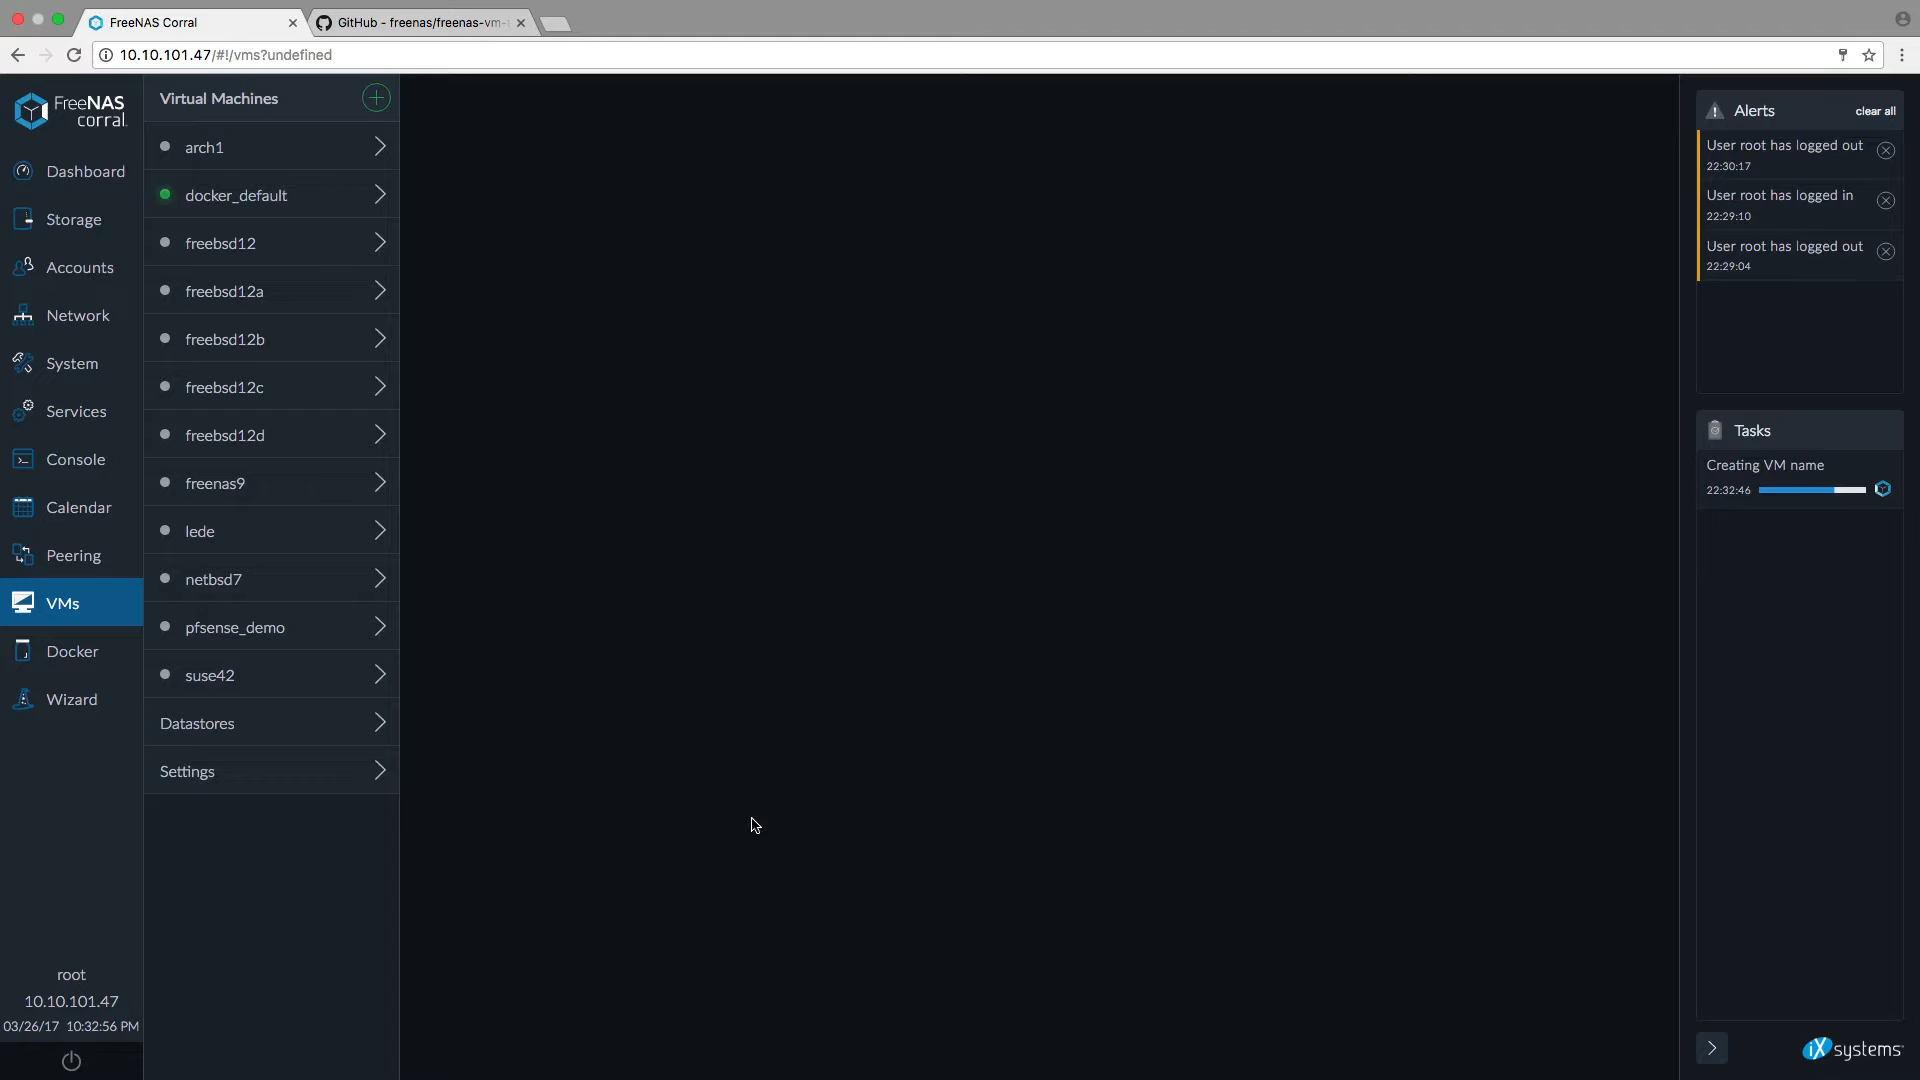 FreeNAS Corral
GitHub - freenas/freenas-vm-
10.10.101.47/#!/vms?undefined
FreeNAS
corral
Dashboard
Storage
Accounts
Network
System
Services
Console
Calendar
Peering
VMs
Docker
Wizard
root
10.10.101.47
03/26/17 10:32:56 PM
Virtual Machines
arch1
docker_default
freebsd12
freebsd12a
freebsd12b
freebsd12c
freebsd12d
freenas9
lede
netbsd7
pfsense_demo
suse42
Datastores
Settings
Alerts
clear all
User root has logged out
22:30:17
User root has logged in
22:29:10
User root has logged out
22:29:04
Tasks
Creating VM name
22:32:46
iXsystems